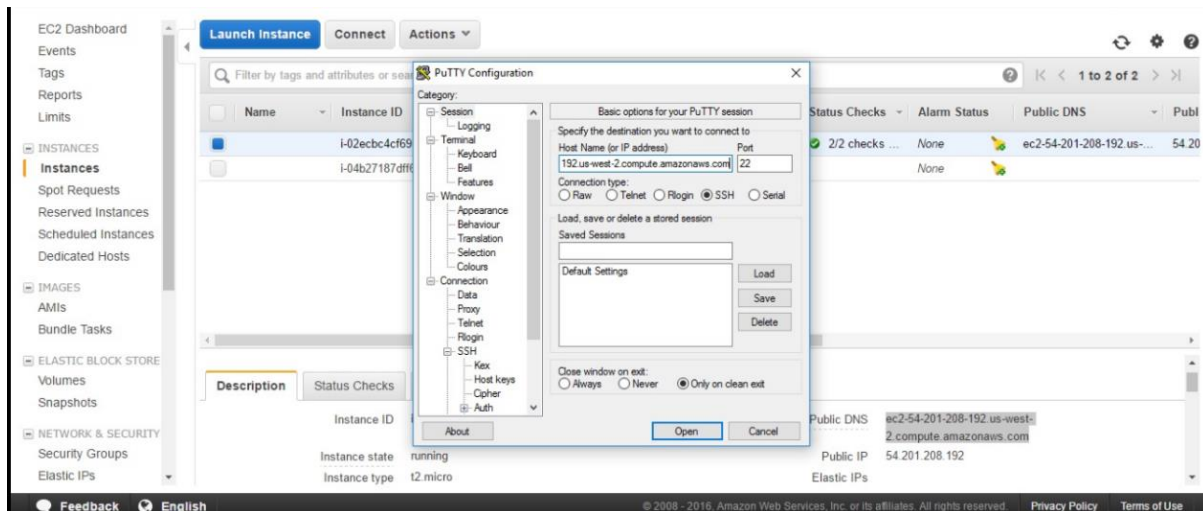 EC2 Dashboard
Events
Tags
Reports
Limits
INSTANCES
Instances
Spot Requests
Reserved Instances
Scheduled Instances
Dedicated Hosts
IMAGES
AMIs
Bundle Tasks
ELASTIC BLOCK STORE
Volumes
Snapshots
NETWORK & SECURITY
Security Groups
Elastic IPs
Launch Instance Connect Actions
Filter by tags and attributes or sear
1 to 2 of 2
Name Instance ID Status Checks Alarm Status Public DNS Publ
i-02ecbc4cf69 2/2 checks ... None ec2-54-201-208-192.us-... 54.20
i-04b27187dff6 None
PuTTY Configuration
Category:
Session
Logging
Terminal
Keyboard
Bell
Features
Window
Appearance
Behaviour
Translation
Selection
Colours
Connection
Data
Proxy
Telnet
Rlogin
SSH
Kex
Host keys
Cipher
Auth
Basic options for your PuTTY session
Specify the destination you want to connect to
Host Name (or IP address) Port
192.us-west-2.compute.amazonaws.com 22
Connection type:
Raw Telnet Rlogin SSH Serial
Load, save or delete a stored session
Saved Sessions
Default Settings
Load
Save
Delete
Close window on exit:
Always Never Only on clean exit
About Open Cancel
Description Status Checks
Instance ID
Instance state running
Instance type t2.micro
Public DNS ec2-54-201-208-192.us-west-
2.compute.amazonaws.com
Public IP 54.201.208.192
Elastic IPs
Feedback English © 2008 - 2016, Amazon Web Services, Inc. or its affiliates. All rights reserved. Privacy Policy Terms of Use